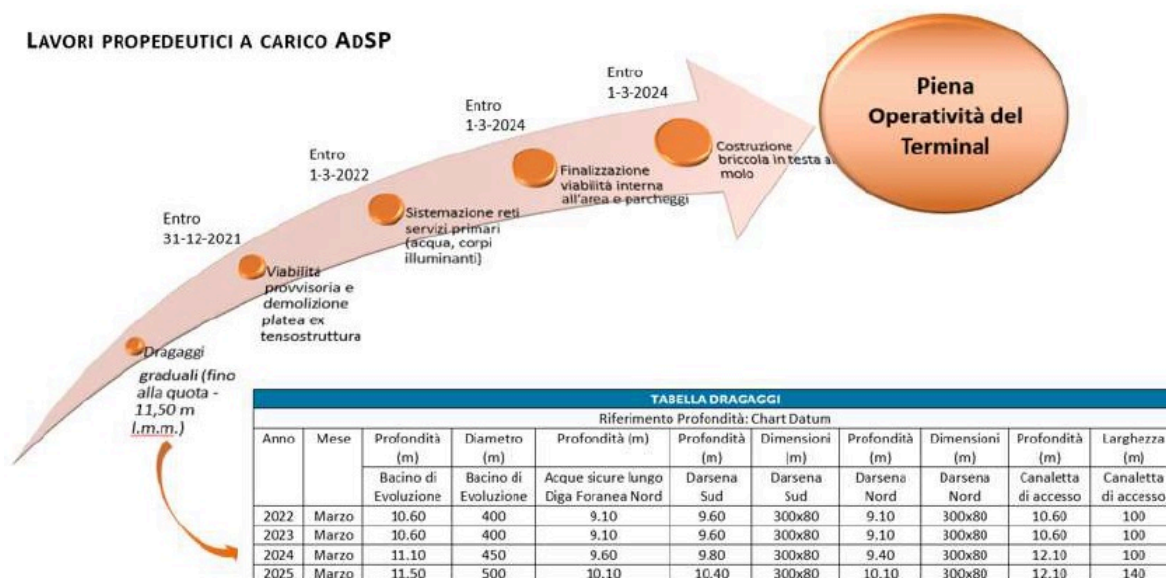 LAVORI PROPEDEUTICI A CARICO ADSP
Entro
1-3-2024
Piena
Operatività del
Terminal
Entro
1-3-2024
Costruzione
briccola in testa a
molo
Entro
1-3-2022
Finalizzazione
viabilità interna
all'area e parcheggi
Entro
31-12-2021
Sistemazione reti
servizi primari
(acqua, corpi
illuminanti)
Viabilità
provvisoria e
demolizione
platea ex
tensostruttura
Dragaggi
graduali (fino
alla quota -
11,50 m
l.m.m.)
TABELLA DRAGAGGI
Riferimento Profondità: Chart Datum
Anno Mese Profondità Diametro Profondità (m) Profondità Dimensioni Profondità Dimensioni Profondità Larghezza
(m) (m) (m) (m) (m) (m) (m) (m)
Bacino di Bacino di Acque sicure lungo Darsena Darsena Darsena Darsena Canaletta Canaletta
Evoluzione Evoluzione Diga Foranea Nord Sud Sud Nord Nord di accesso di accesso
2022 Marzo 10.60 400 9.10 9.60 300x80 9.10 300x80 10.60 100
2023 Marzo 10.60 400 9.10 9.60 300x80 9.10 300x80 10.60 100
2024 Marzo 11.10 450 9.60 9.80 300x80 9.40 300x80 12.10 100
2025 Marzo 11.50 500 10.10 10.40 300x80 10.10 300x80 12.10 140